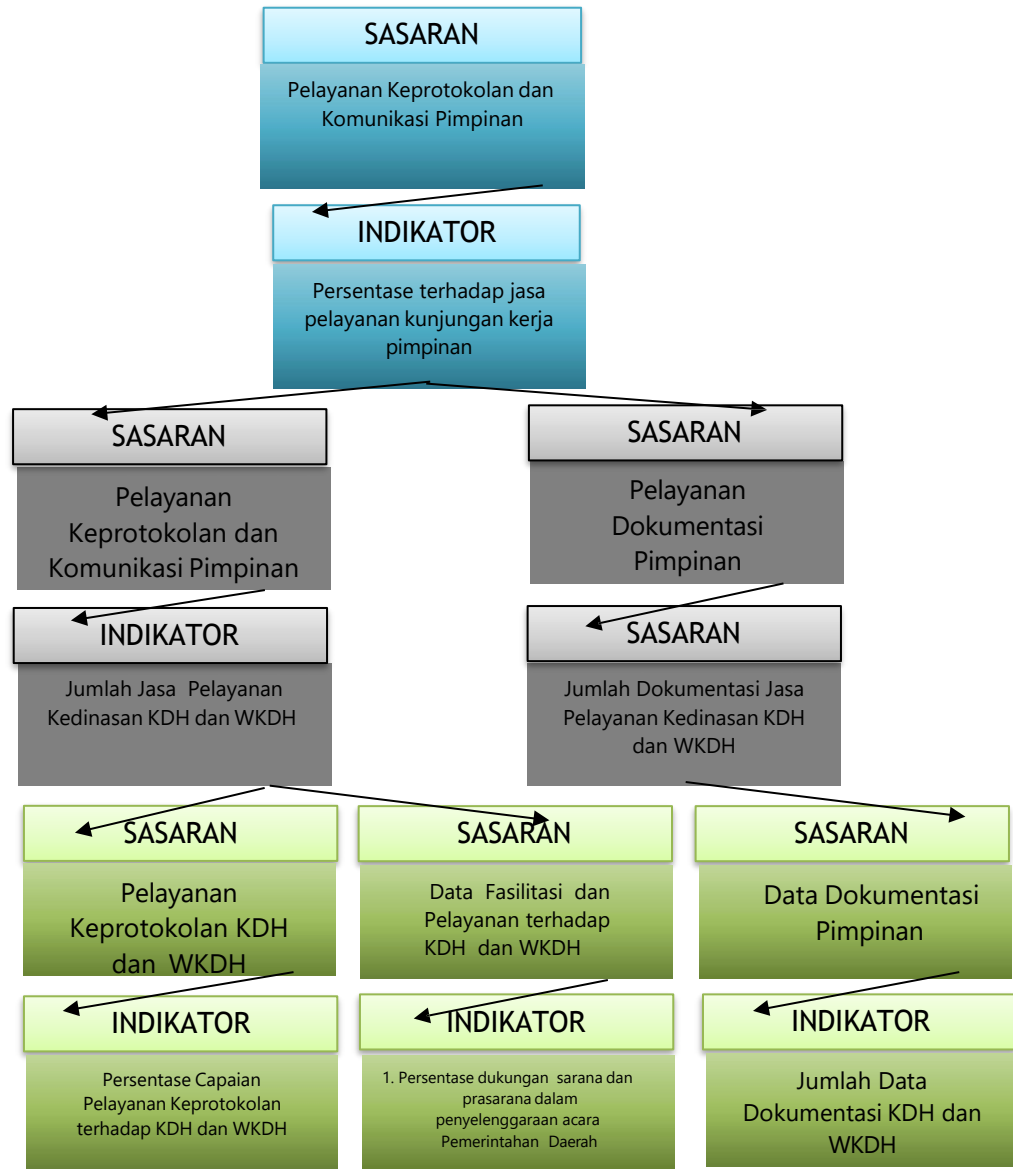 SASARAN
Pelayanan Keprotokolan dan
Komunikasi Pimpinan
INDIKATOR
Persentase terhadap jasa
pelayanan kunjungan kerja
pimpinan
SASARAN
Pelayanan
Keprotokolan dan
Komunikasi Pimpinan
SASARAN
Pelayanan
Dokumentasi
Pimpinan
INDIKATOR
Jumlah Jasa Pelayanan
Kedinasan KDH dan WKDH
SASARAN
Jumlah Dokumentasi Jasa
Pelayanan Kedinasan KDH
dan WKDH
SASARAN
Pelayanan
Keprotokolan KDH
dan WKDH
SASARAN
Data Fasilitasi dan
Pelayanan terhadap
KDH dan WKDH
SASARAN
Data Dokumentasi
Pimpinan
INDIKATOR
Persentase Capaian
Pelayanan Keprotokolan
terhadap KDH dan WKDH
INDIKATOR
1. Persentase dukungan sarana dan
prasarana dalam
penyelenggaraan acara
Pemerintahan Daerah
INDIKATOR
Jumlah Data
Dokumentasi KDH dan
WKDH